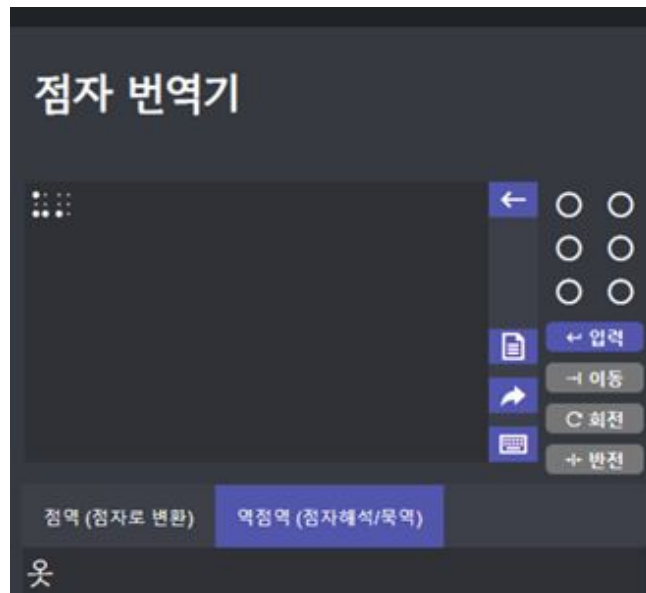 점자 번역기
⠥⠄
입력
이동
회전
반전
점역 (점자로 변환) 역점역 (점자해석/묵역)
옷